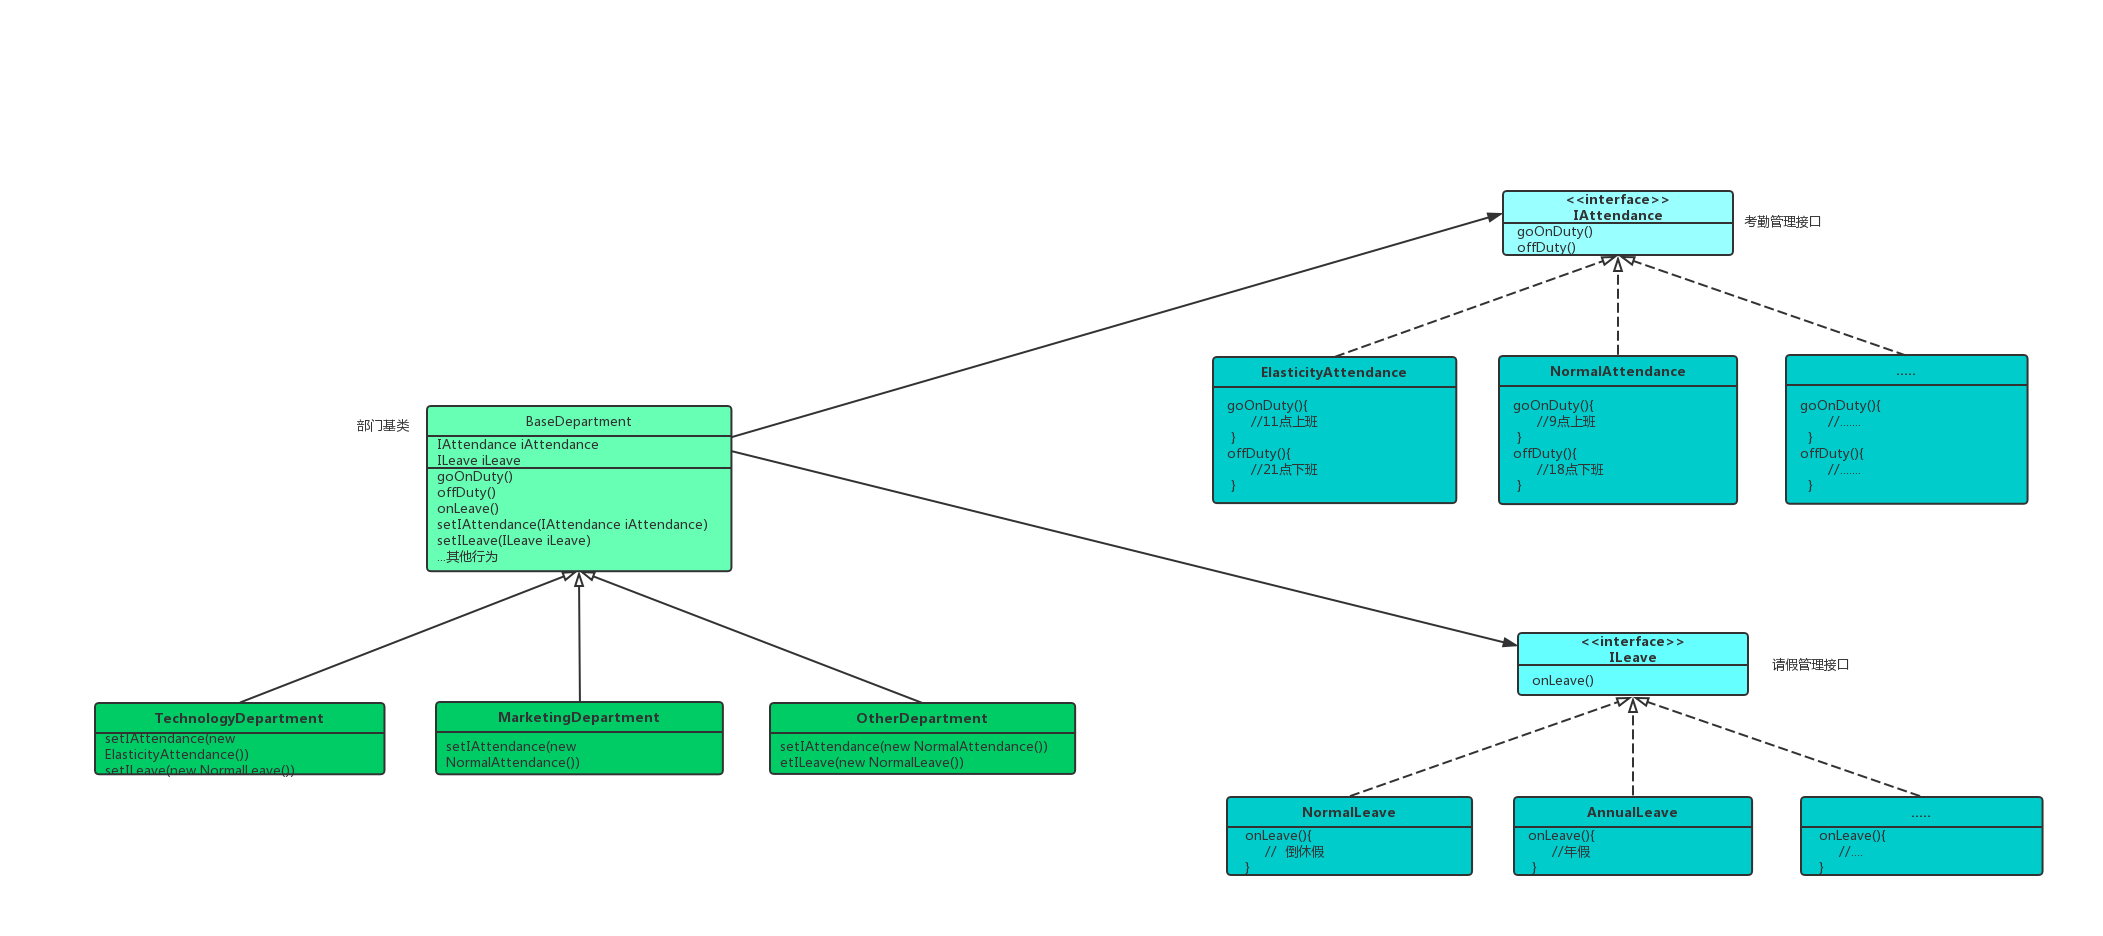 <<interface>>
IAttendance
goOnDuty()
offDuty()
考勤管理接口
ElasticityAttendance
goOnDuty(){
//11点上班
}
offDuty(){
//21点下班
}
NormalAttendance
goOnDuty(){
//9点上班
}
offDuty(){
//18点下班
}
.....
goOnDuty(){
//.......
}
offDuty(){
//.......
}
部门基类
BaseDepartment
IAttendance iAttendance
ILeave iLeave
goOnDuty()
offDuty()
onLeave()
setIAttendance(IAttendance iAttendance)
setILeave(ILeave iLeave)
...其他行为
TechnologyDepartment
setIAttendance(new
ElasticityAttendance())
setILeave(new NormalLeave())
MarketingDepartment
setIAttendance(new
NormalAttendance())
OtherDepartment
setIAttendance(new NormalAttendance())
etILeave(new NormalLeave())
<<interface>>
ILeave
onLeave()
请假管理接口
NormalLeave
onLeave(){
// 倒休假
}
AnnualLeave
onLeave(){
//年假
}
.....
onLeave(){
//....
}